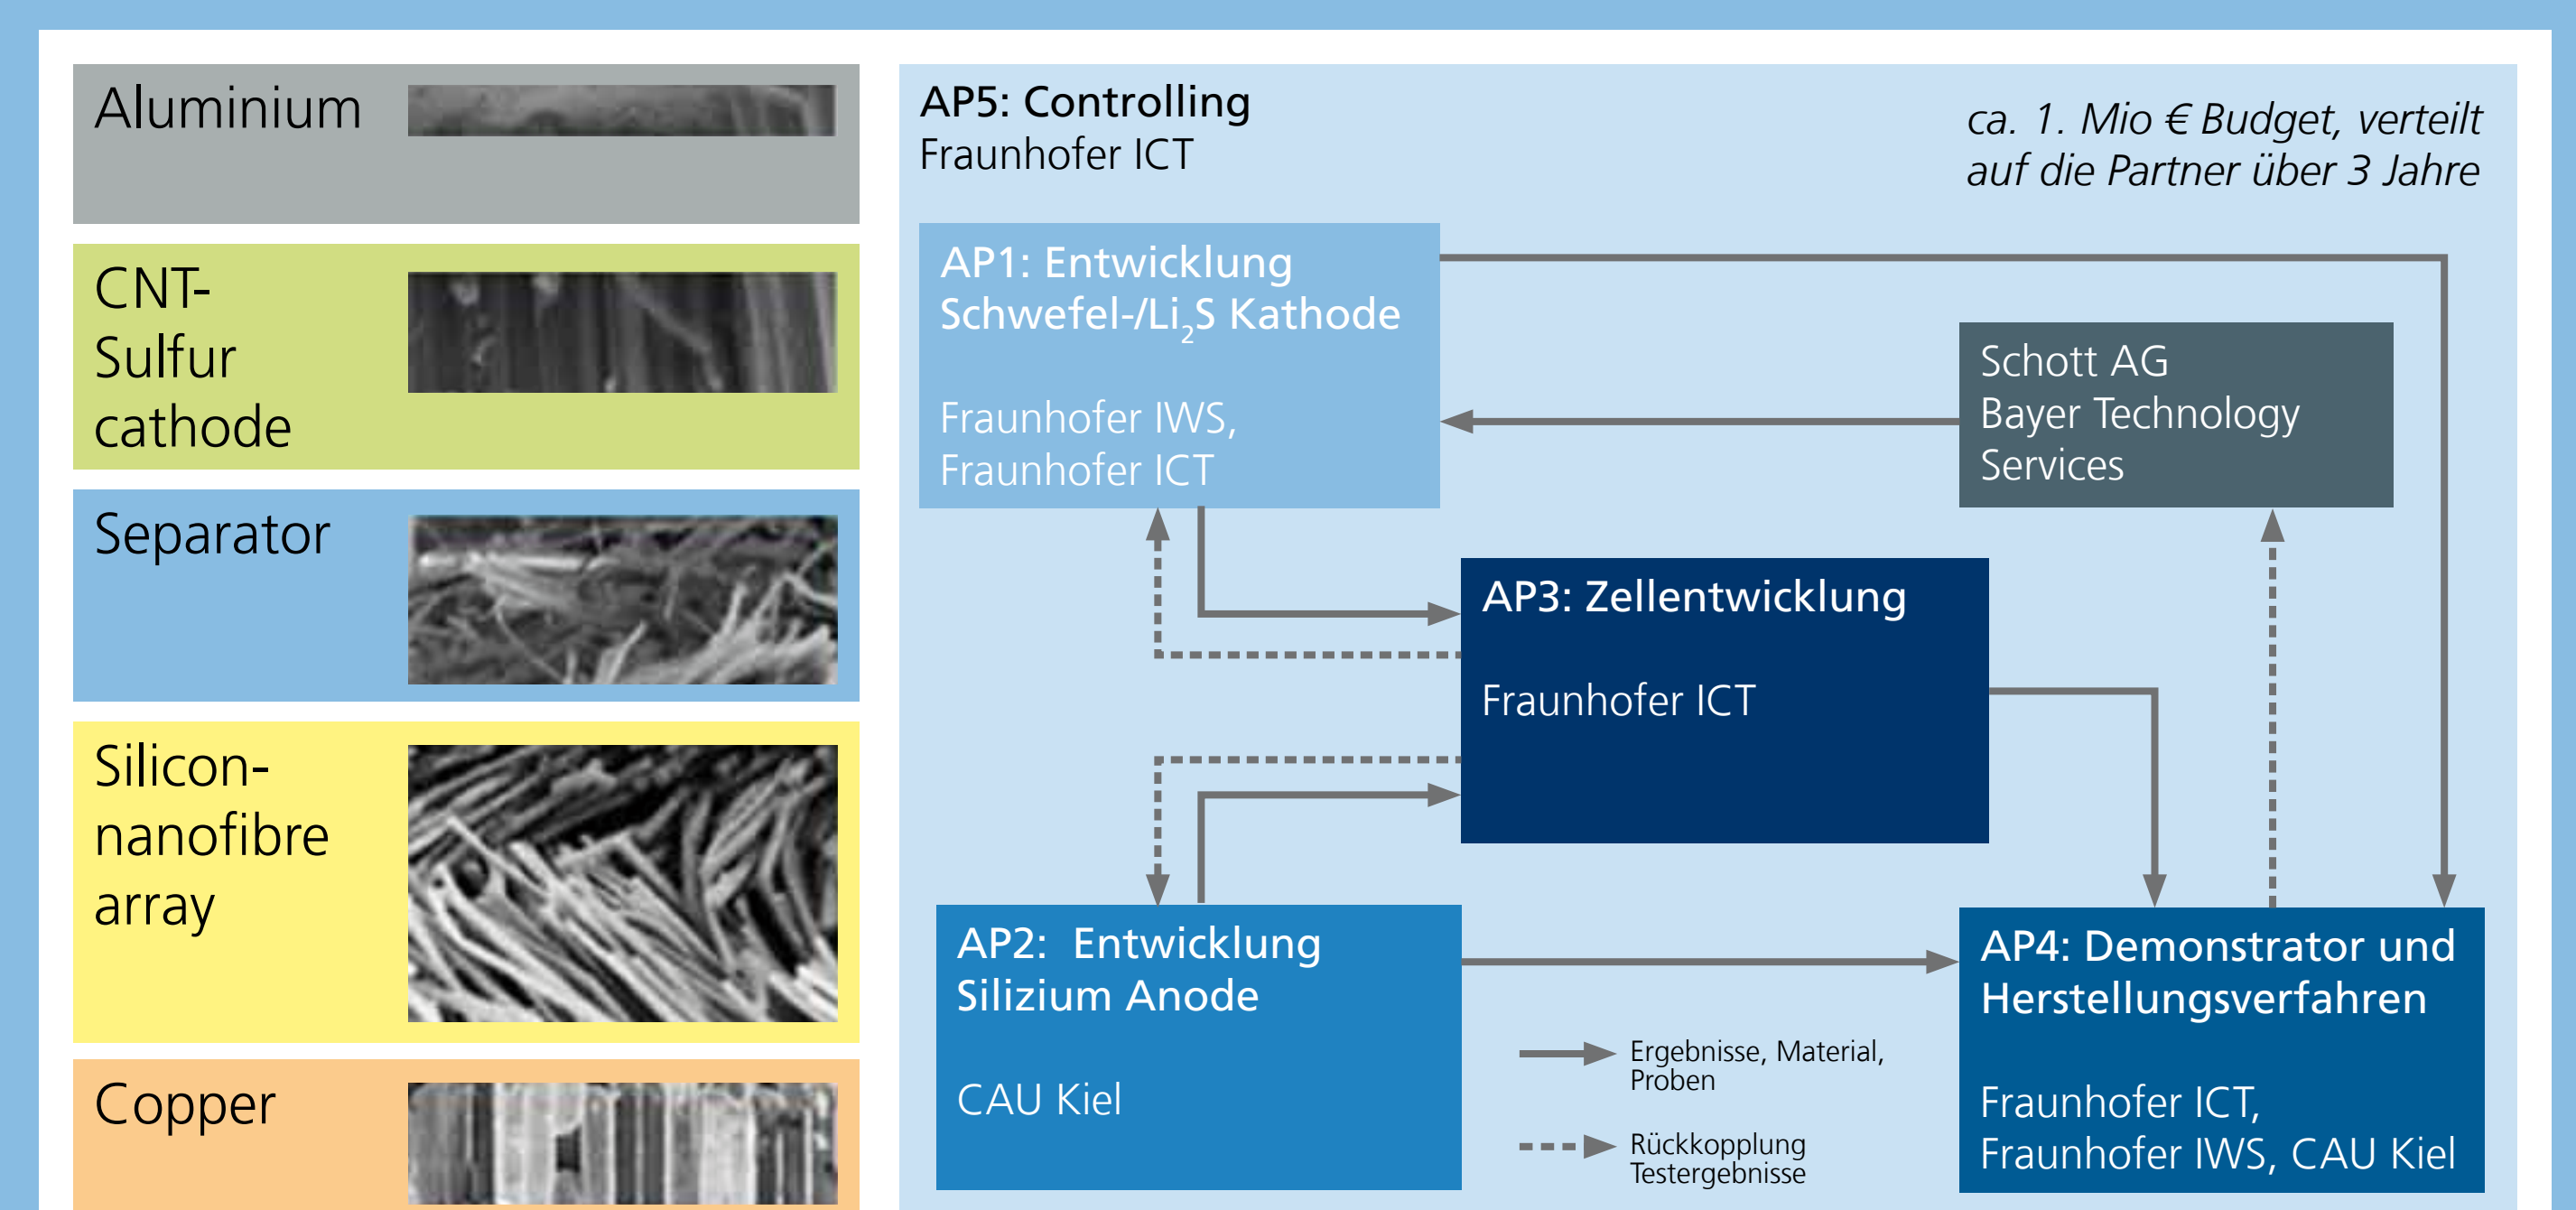 Aluminium
CNT-
Sulfur
cathode
Separator
Silicon-
nanofibre
array
Copper
AP5: Controlling
Fraunhofer ICT
ca. 1. Mio € Budget, verteilt
auf die Partner über 3 Jahre
AP1: Entwicklung
Schwefel-/Li₂S Kathode
Fraunhofer IWS,
Fraunhofer ICT
Schott AG
Bayer Technology
Services
AP3: Zellentwicklung
Fraunhofer ICT
AP2:  Entwicklung
Silizium Anode
CAU Kiel
Ergebnisse, Material,
Proben
Rückkopplung
Testergebnisse
AP4: Demonstrator und
Herstellungsverfahren
Fraunhofer ICT,
Fraunhofer IWS, CAU Kiel